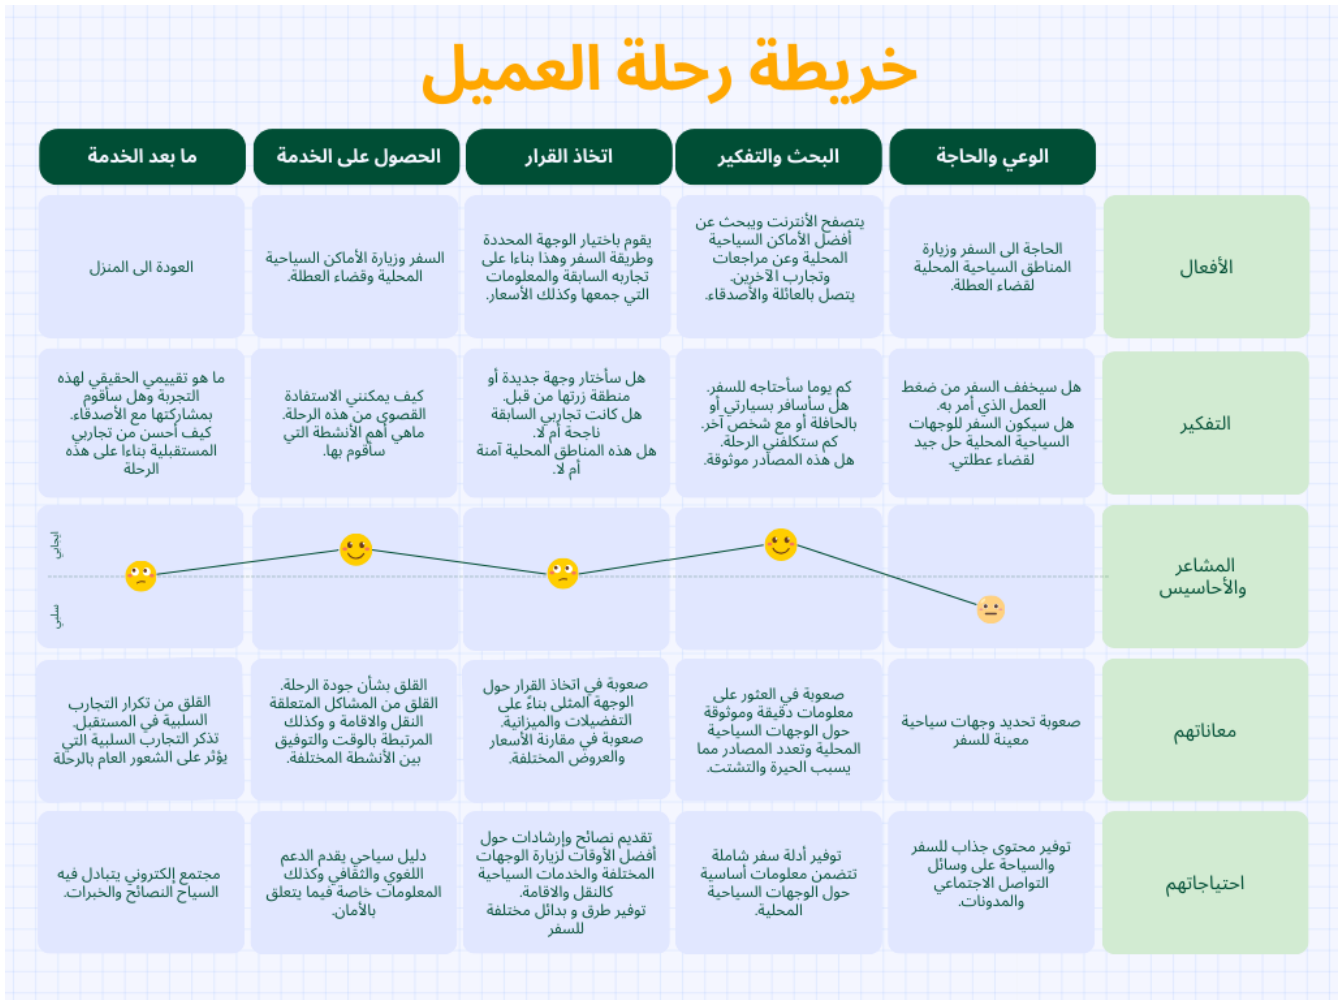 خريطة رحلة العميل
الوعي والحاجة
البحث والتفكير
اتخاذ القرار
الحصول على الخدمة
ما بعد الخدمة
الأفعال
الحاجة الى السفر وزيارة
المناطق السياحية المحلية
لقضاء العطلة.
يتصفح الأنترنت ويبحث عن
أفضل الأماكن السياحية
المحلية وعن مراجعات
وتجارب الآخرين.
يتصل بالعائلة والأصدقاء.
يقوم باختيار الوجهة المحددة
وطريقة السفر وهذا بناءا على
تجاربه السابقة والمعلومات
التي جمعها وكذلك الأسعار.
السفر وزيارة الأماكن السياحية
المحلية وقضاء العطلة.
العودة الى المنزل
التفكير
هل سيخفف السفر من ضغط
العمل الذي أمر به.
هل سيكون السفر للوجهات
السياحية المحلية حل جيد
لقضاء عطلتي.
كم يوما سأحتاجه للسفر.
هل سأسافر بسيارتي أو
بالحافلة أو مع شخص آخر.
كم ستكلفني الرحلة.
هل هذه المصادر موثوقة.
هل سأختار وجهة جديدة أو
منطقة زرتها من قبل.
هل كانت تجاربي السابقة
ناجحة أم لا.
هل هذه المناطق المحلية آمنة
أم لا.
كيف يمكنني الاستفادة
القصوى من هذه الرحلة.
ماهي أهم الأنشطة التي
سأقوم بها.
ما هو تقييمي الحقيقي لهذه
التجربة وهل سأقوم
بمشاركتها مع الأصدقاء.
كيف أحسن من تجاربي
المستقبلية بناءا على هذه
الرحلة
المشاعر
والأحاسيس
ايجابي
سلبي
معاناتهم
صعوبة تحديد وجهات سياحية
معينة للسفر
صعوبة في العثور على
معلومات دقيقة وموثوقة
حول الوجهات السياحية
المحلية وتعدد المصادر مما
يسبب الحيرة والتشتت.
صعوبة في اتخاذ القرار حول
الوجهة المثلى بناءً على
التفضيلات والميزانية.
صعوبة في مقارنة الأسعار
والعروض المختلفة.
القلق بشأن جودة الرحلة.
القلق من المشاكل المتعلقة
النقل والاقامة و وكذلك
المرتبطة بالوقت والتوفيق
بين الأنشطة المختلفة.
القلق من تكرار التجارب
السلبية في المستقبل.
تذكر التجارب السلبية التي
يؤثر على الشعور العام بالرحلة
احتياجاتهم
توفير محتوى جذاب للسفر
والسياحة على وسائل
التواصل الاجتماعي
والمدونات.
توفير أدلة سفر شاملة
تتضمن معلومات أساسية
حول الوجهات السياحية
المحلية.
تقديم نصائح وإرشادات حول
أفضل الأوقات لزيارة الوجهات
المختلفة والخدمات السياحية
كالنقل والاقامة.
توفير طرق و بدائل مختلفة
للسفر
دليل سياحي يقدم الدعم
اللغوي والثقافي وكذلك
المعلومات خاصة فيما يتعلق
بالأمان.
مجتمع إلكتروني يتبادل فيه
السياح النصائح والخبرات.